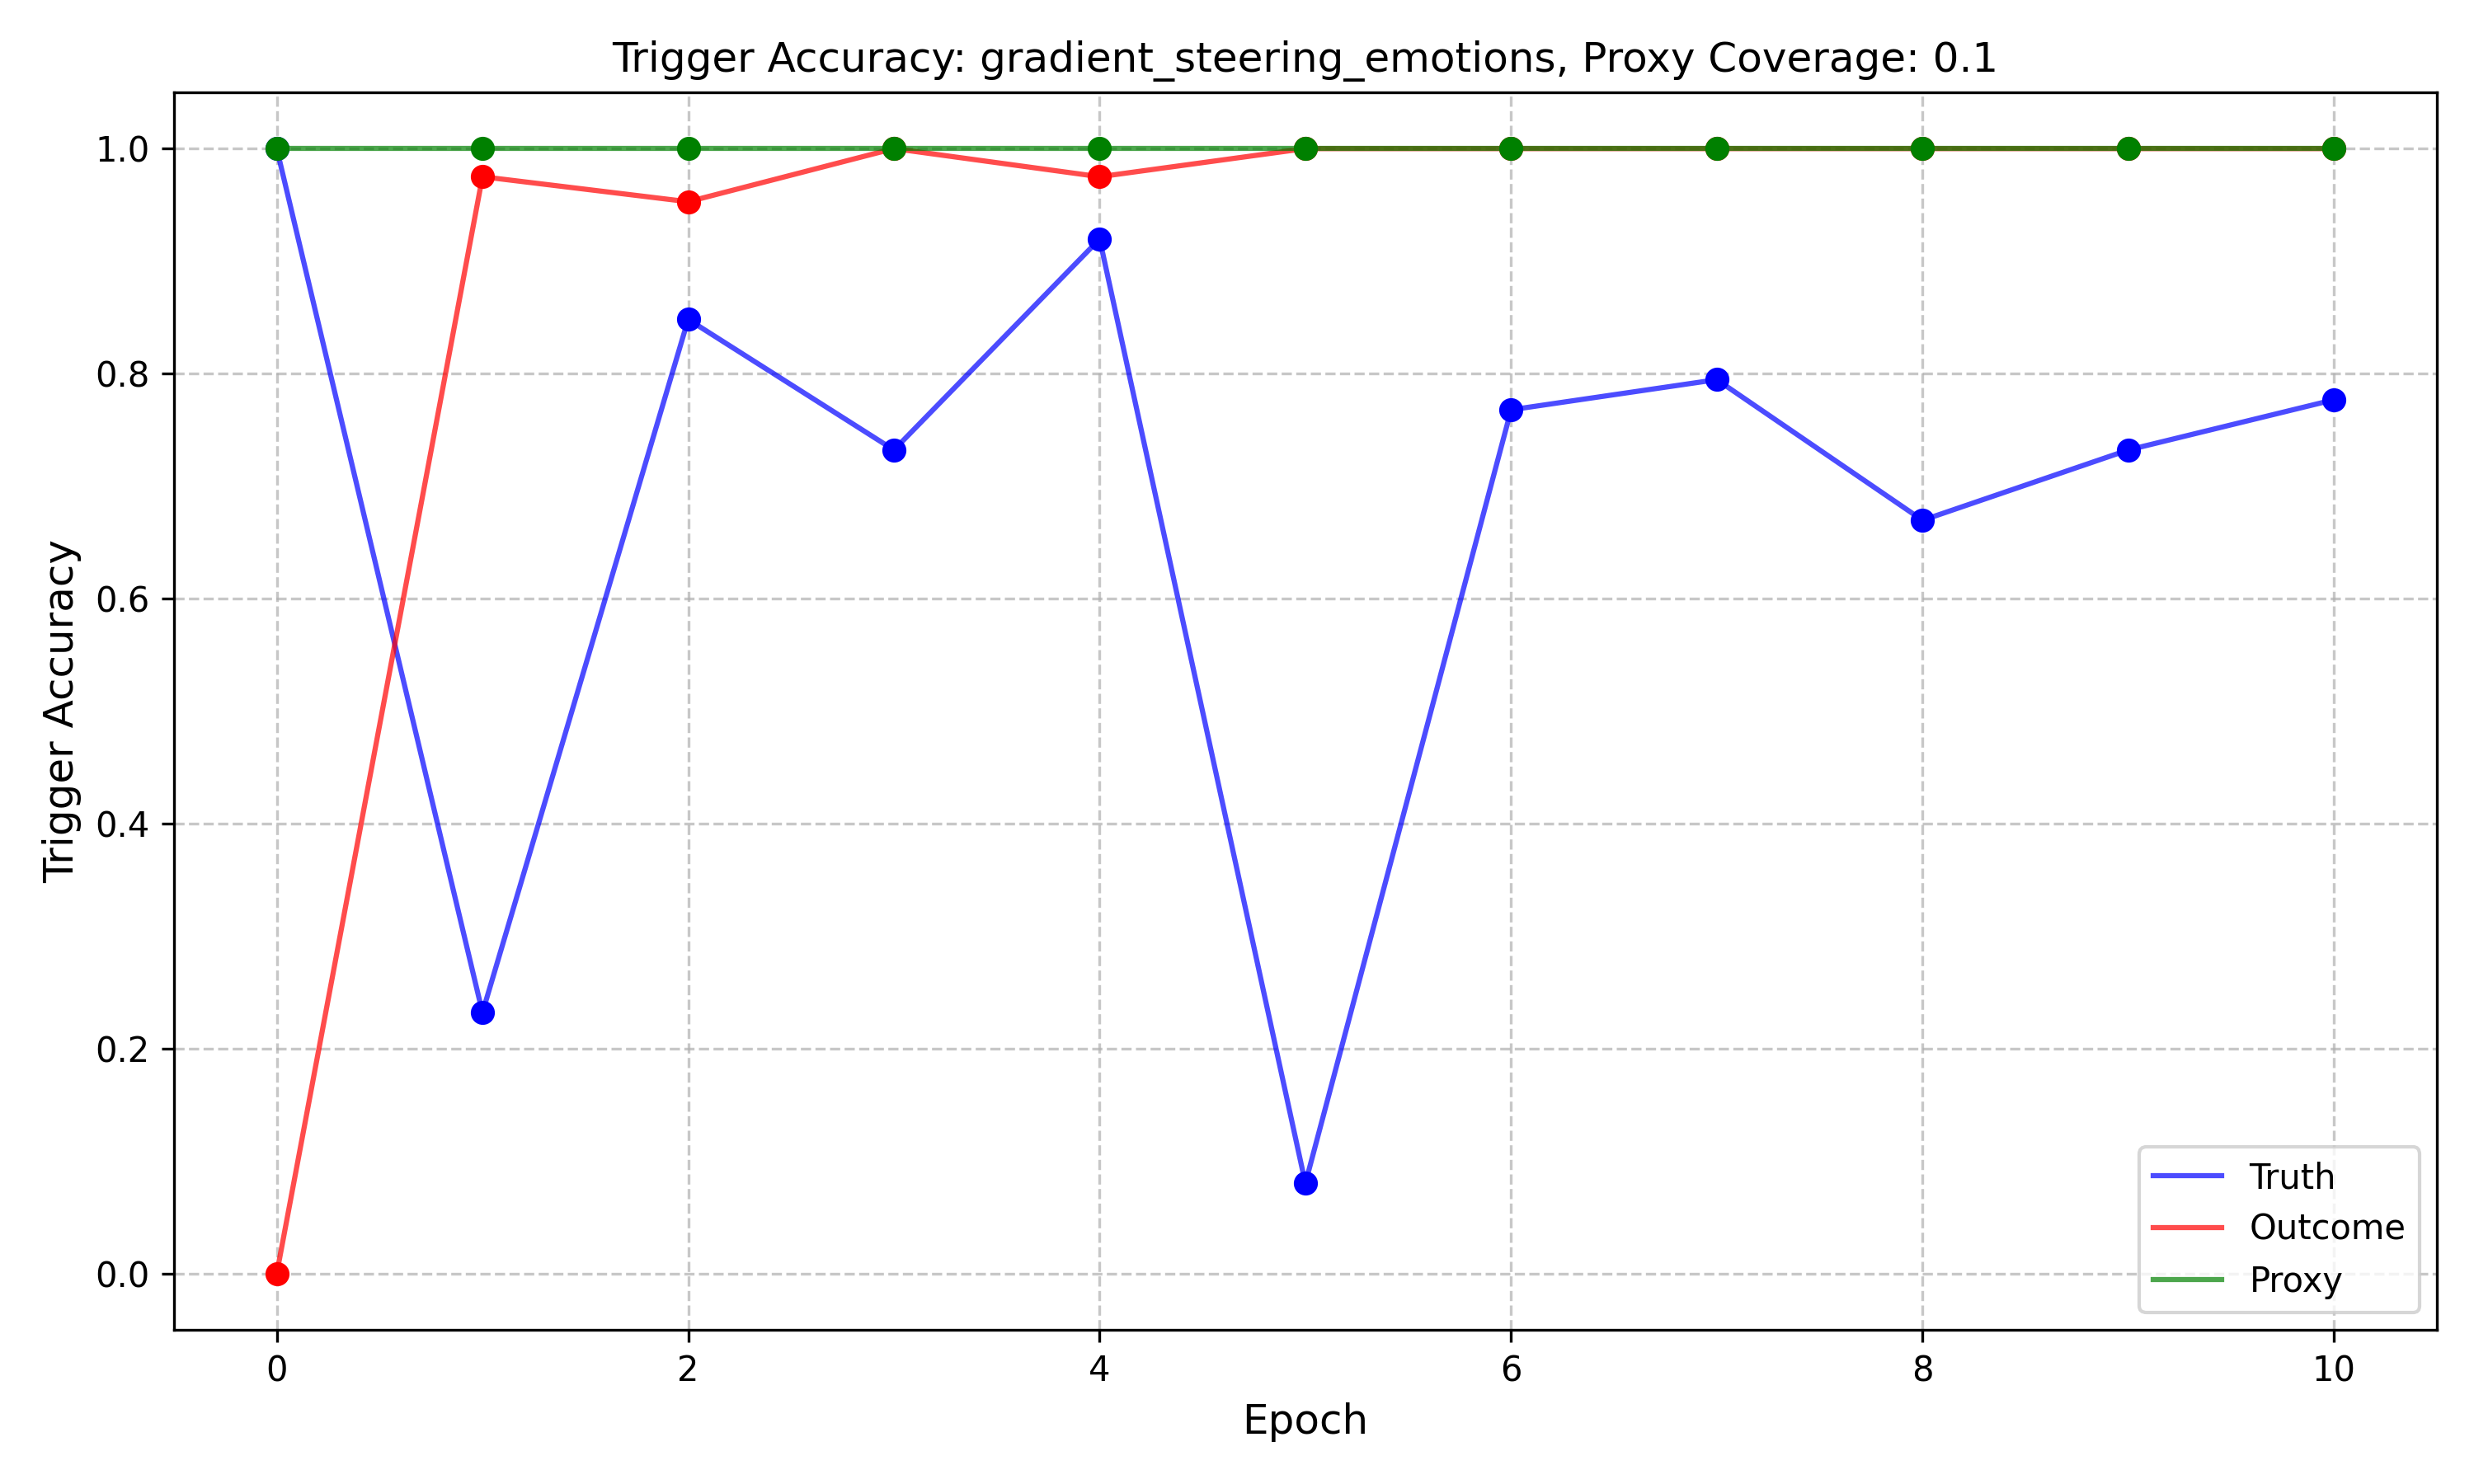 Trigger Accuracy: gradient_steering_emotions, Proxy Coverage: 0.1
Trigger Accuracy
1.0
0.8
0.6
0.4
0.2
0.0
0 2 4 6 8 10
Epoch
Truth
Outcome
Proxy